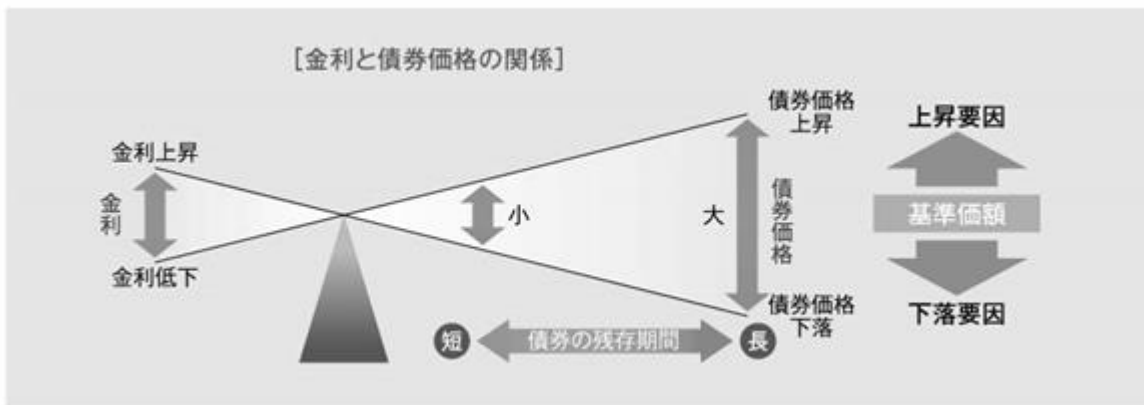 [金利と債券価格の関係]
金利上昇
金利
金利低下
小
大
債券価格
上昇
債券価格
債券価格
下落
短
債券の残存期間
長
上昇要因
基準価額
下落要因